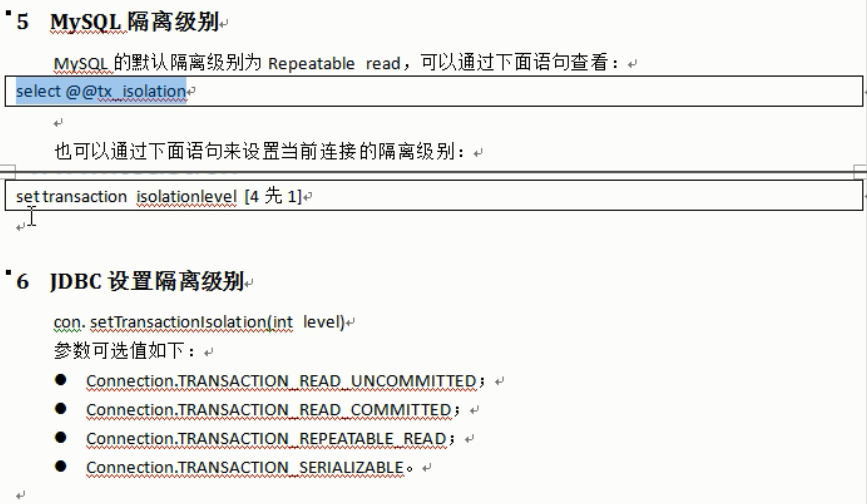 5 MySQL 隔离级别
MySQL 的默认隔离级别为 Repeatable read，可以通过下面语句查看：
select @@tx_isolation
也可以通过下面语句来设置当前连接的隔离级别：
set transaction isolationlevel [4 先 1]
6 JDBC 设置隔离级别
con. setTransactionIsolation(int level)
参数可选值如下：
● Connection.TRANSACTION_READ_UNCOMMITTED；
● Connection.TRANSACTION_READ_COMMITTED；
● Connection.TRANSACTION_REPEATABLE_READ；
● Connection.TRANSACTION_SERIALIZABLE。